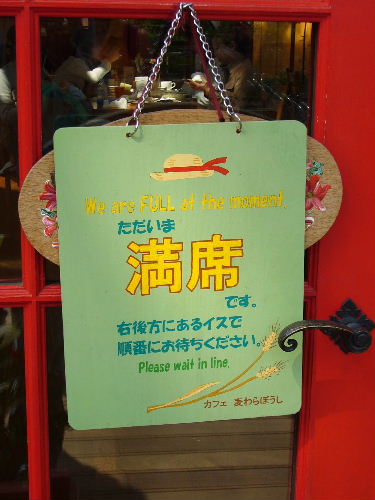 We are FULL at the moment.
ただいま
満席
です。
右後方にあるイスで
順番にお待ちください。
Please wait in line.
カフェ 麦わらぼうし